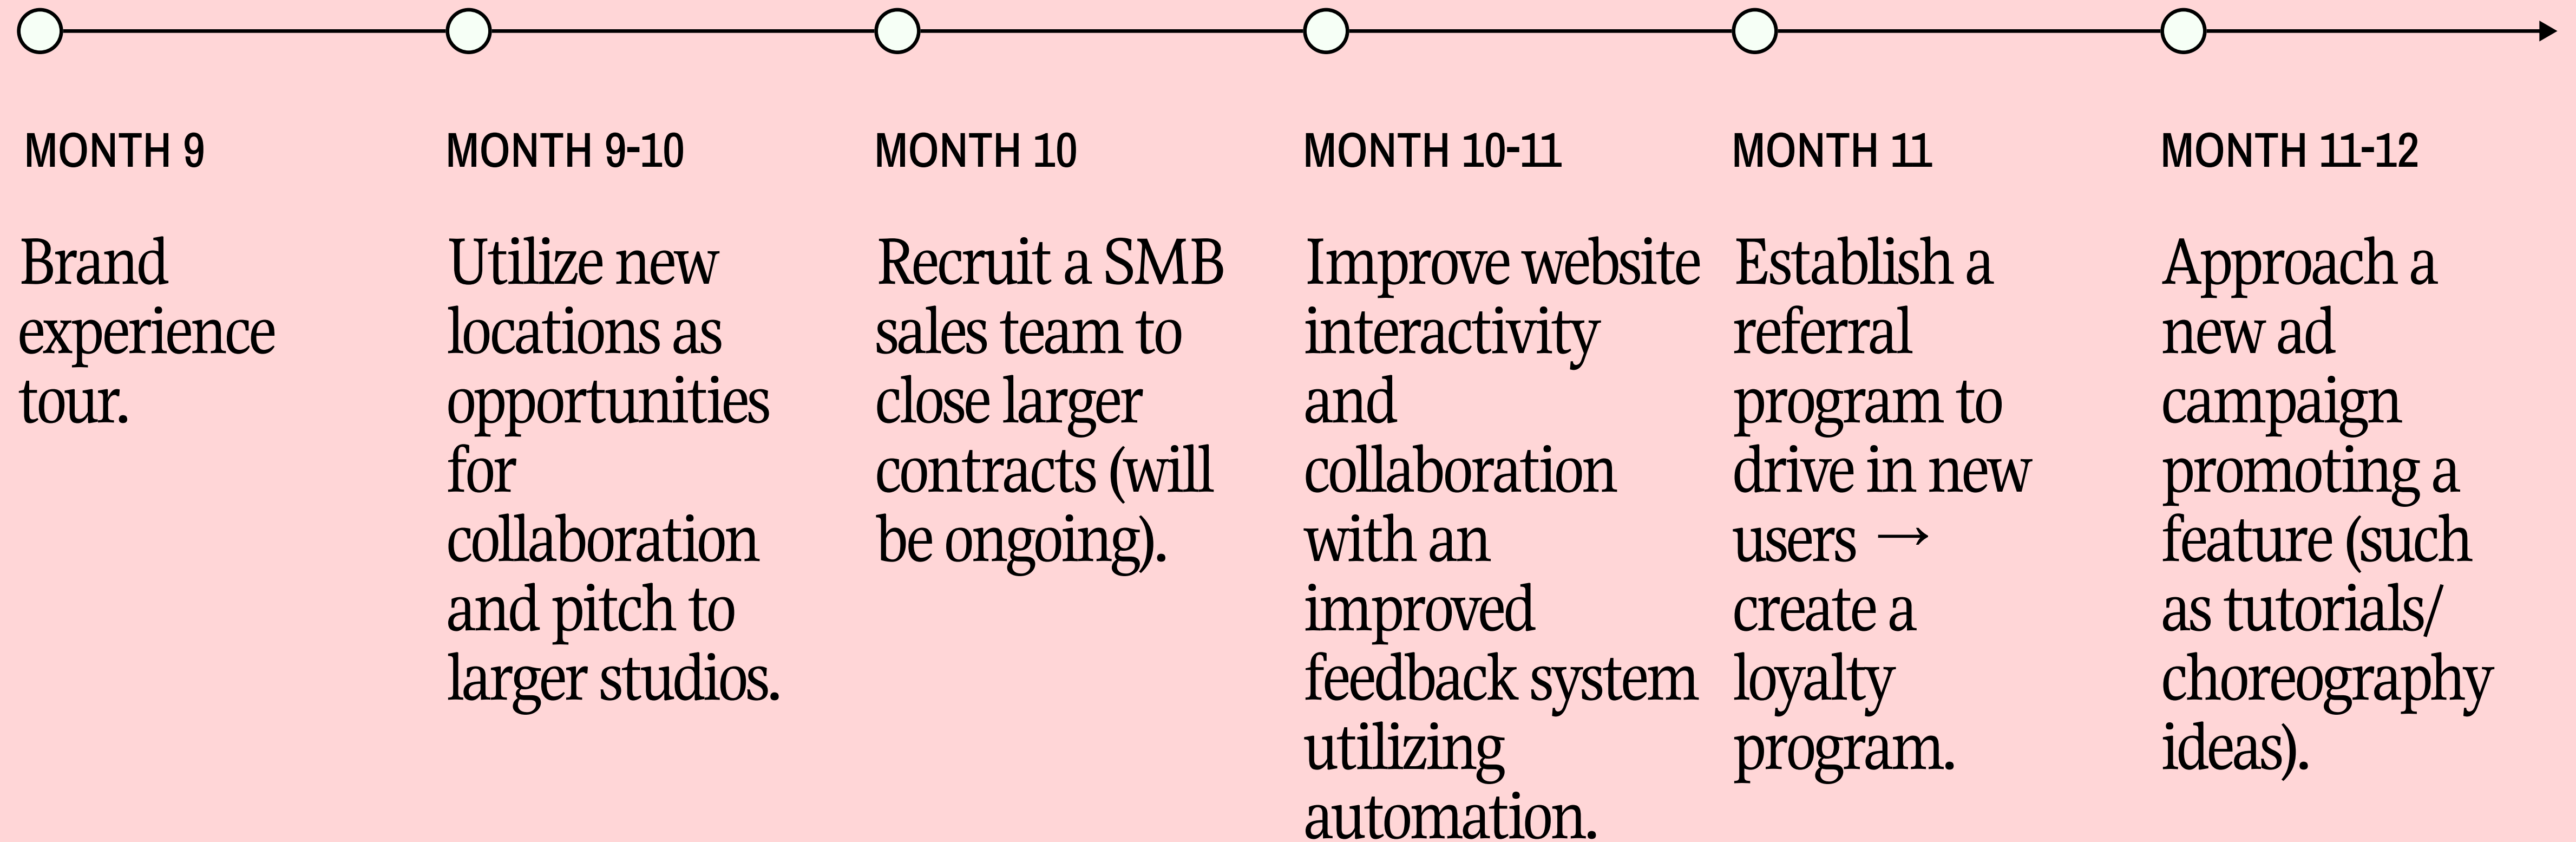 MONTH 9
Brand
experience
tour.
MONTH 9-10
Utilize new
locations as
opportunities
for
collaboration
and pitch to
larger studios.
MONTH 10
Recruit a SMB
sales team to
close larger
contracts (will
be ongoing).
MONTH 10-11
Improve website
interactivity
and
collaboration
with an
improved
feedback system
utilizing
automation.
MONTH 11
Establish a
referral
program to
drive in new
users →
create a
loyalty
program.
MONTH 11-12
Approach a
new ad
campaign
promoting a
feature (such
as tutorials/
choreography
ideas).